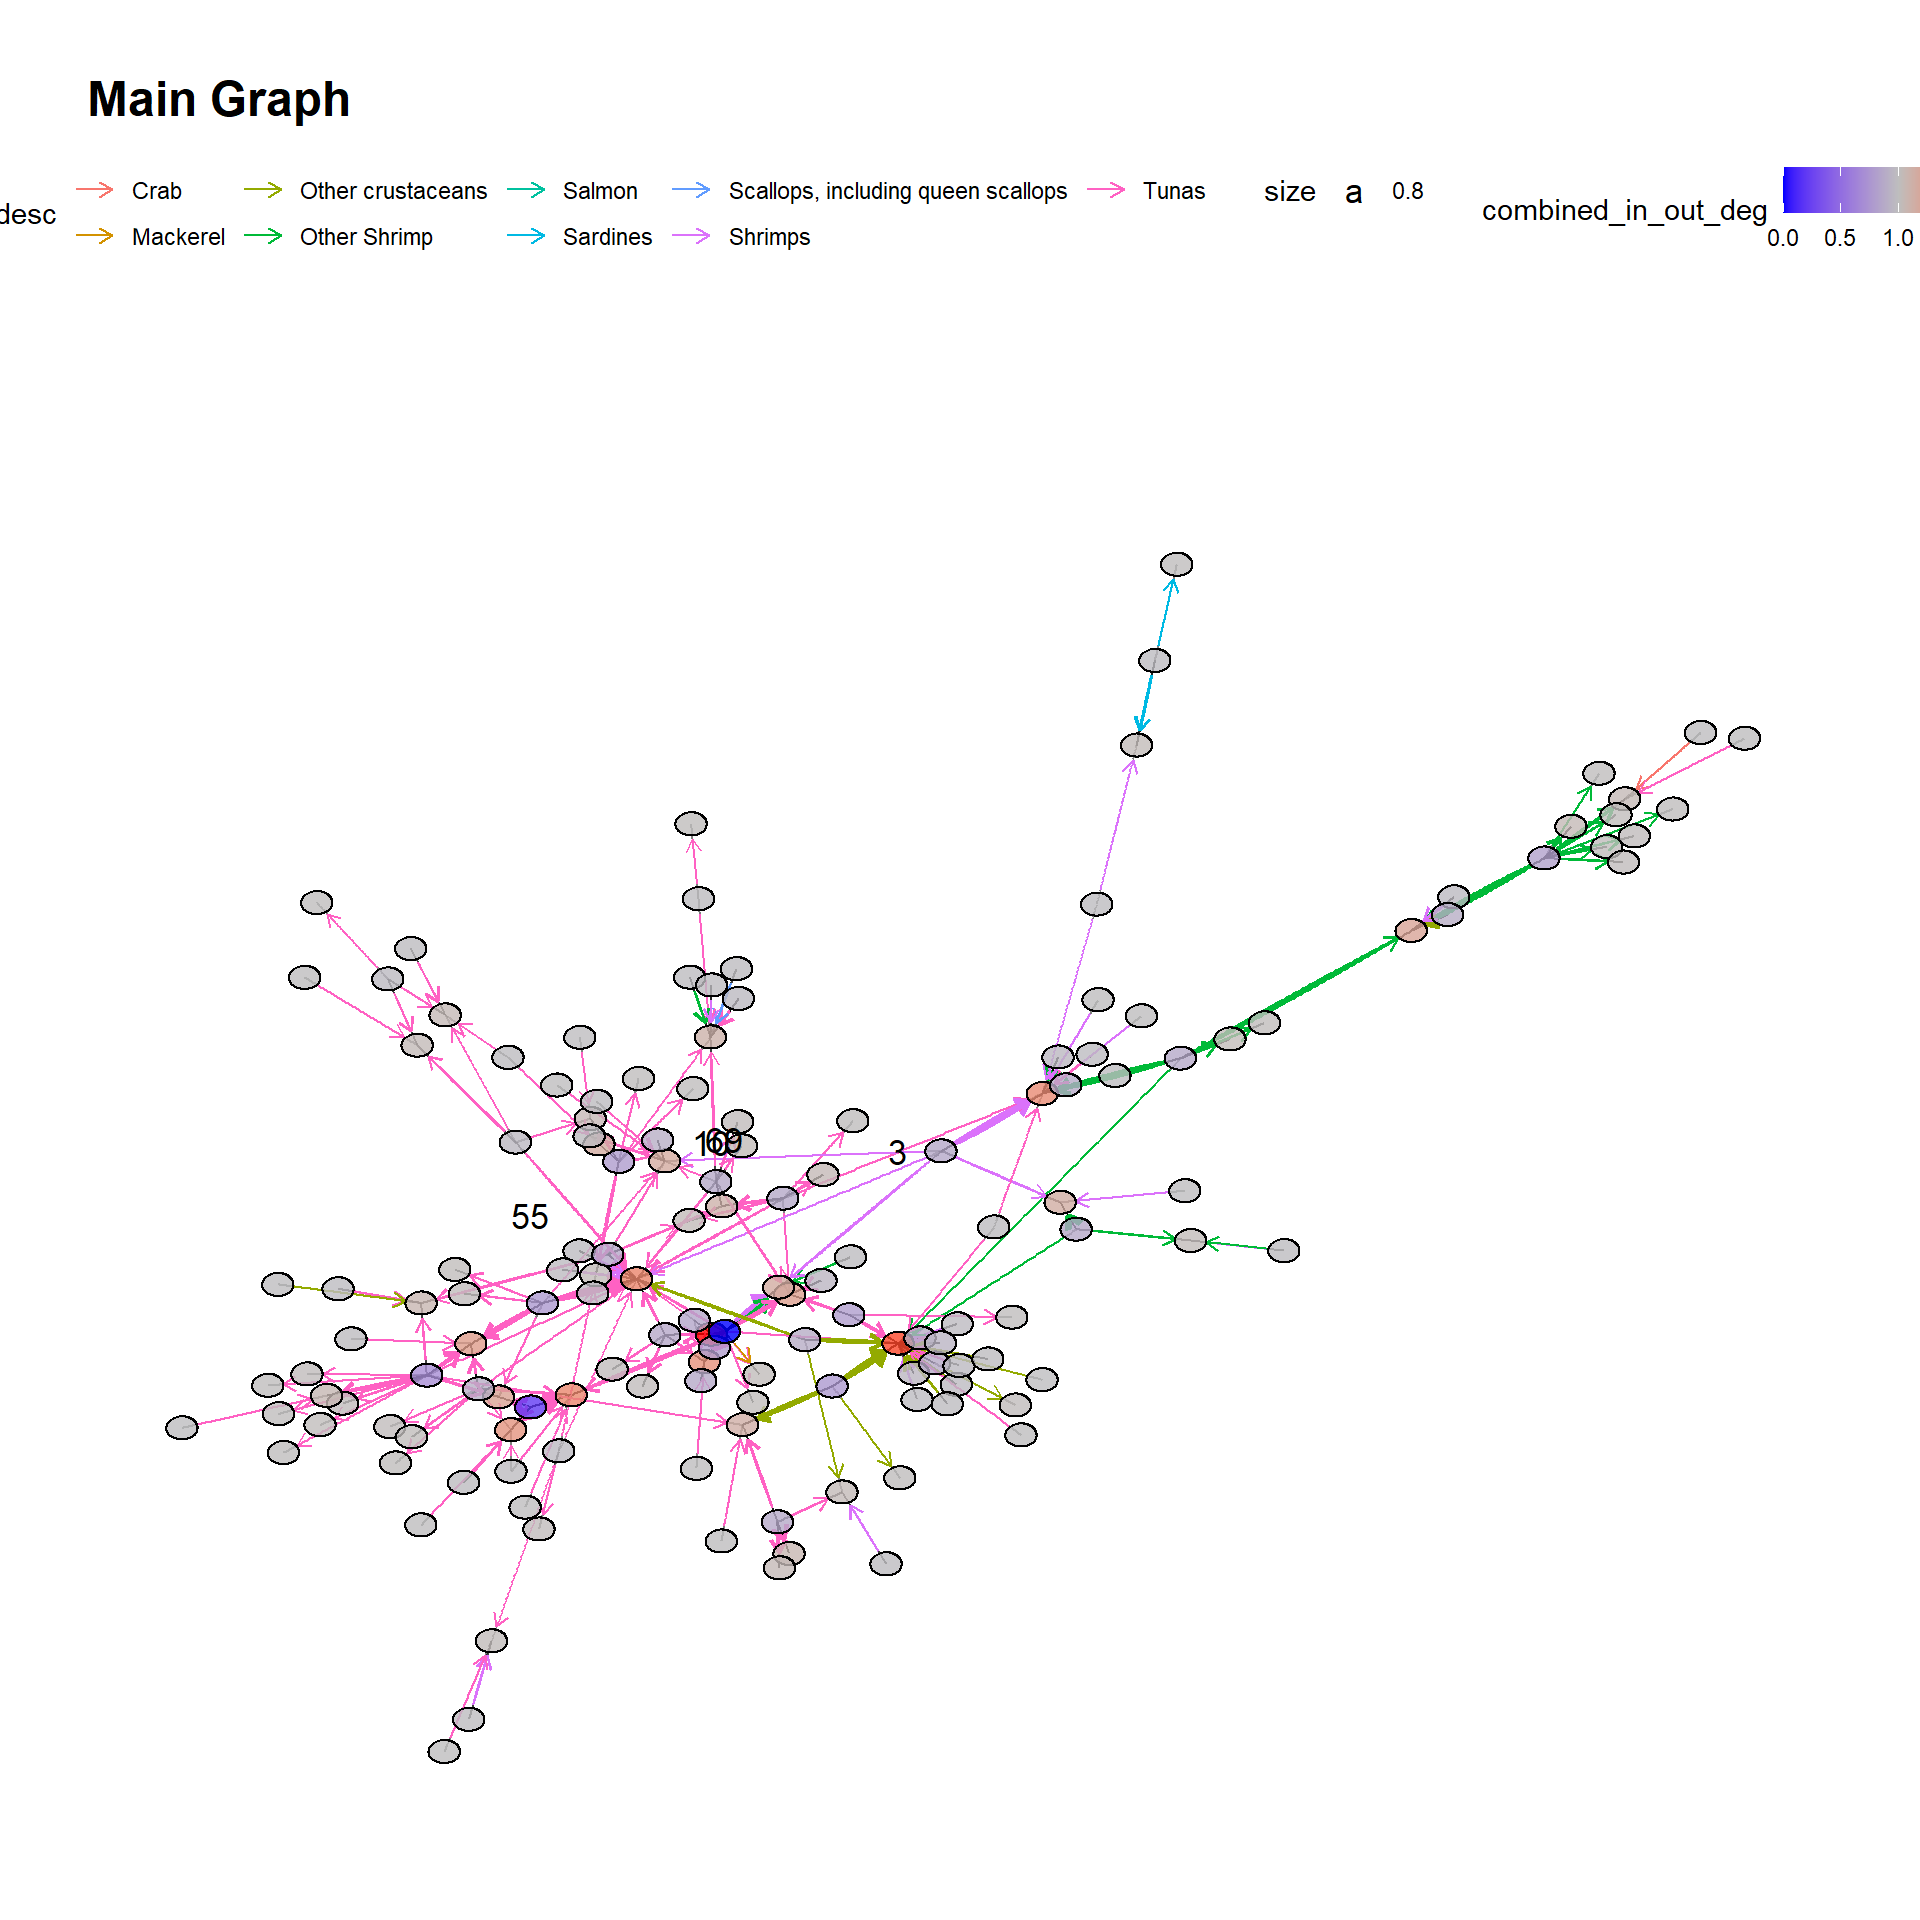 Main Graph
desc
Crab
Other crustaceans
Salmon
Scallops, including queen scallops
Tunas
Mackerel
Other Shrimp
Sardines
Shrimps
size
a
0.8
combined_in_out_deg
0.0 0.5 1.0
3
55